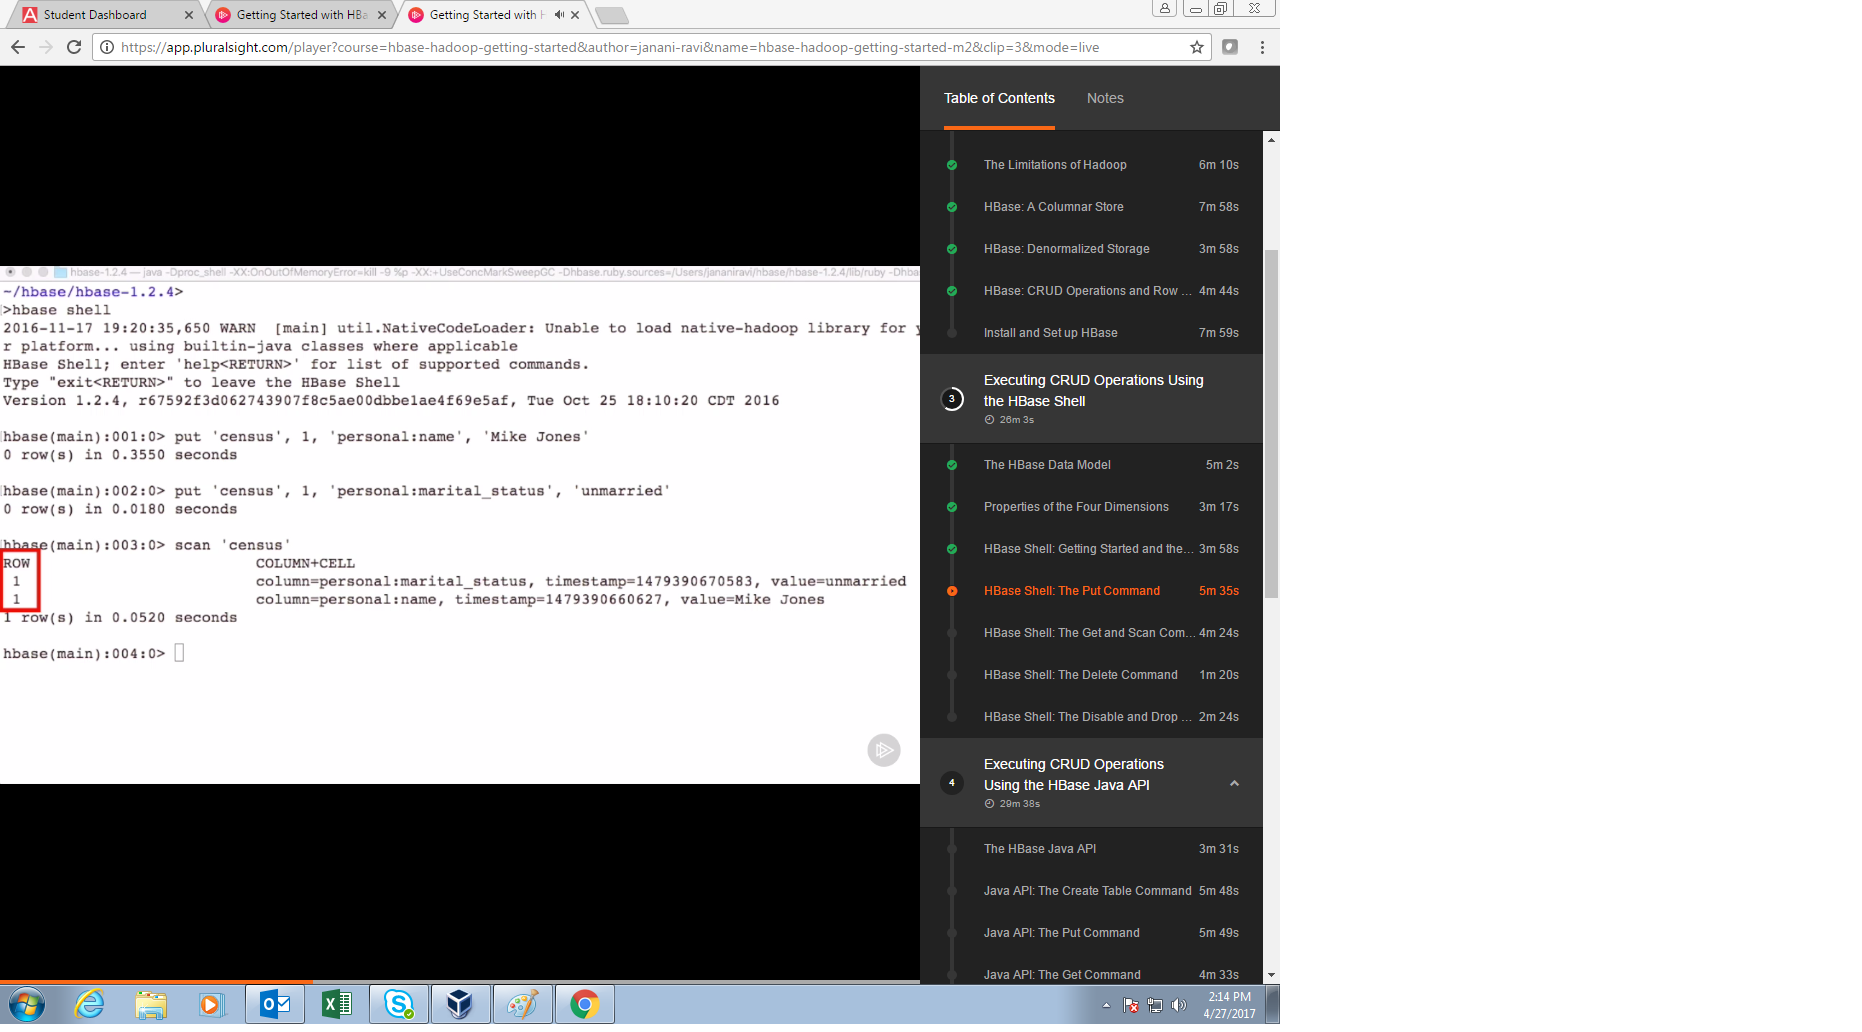 Student Dashboard
Getting Started with HBa
Getting Started with H
https://app.pluralsight.com/player?course=hbase-hadoop-getting-started&author=janani-ravi&name=hbase-hadoop-getting-started-m2&clip=3&mode=live
Table of Contents
Notes
The Limitations of Hadoop 6m 10s
HBase: A Columnar Store 7m 58s
HBase: Denormalized Storage 3m 58s
HBase: CRUD Operations and Row ... 4m 44s
Install and Set up HBase 7m 59s
3
Executing CRUD Operations Using
the HBase Shell
26m 3s
The HBase Data Model 5m 2s
Properties of the Four Dimensions 3m 17s
HBase Shell: Getting Started and the... 3m 58s
HBase Shell: The Put Command 5m 35s
HBase Shell: The Get and Scan Com... 4m 24s
HBase Shell: The Delete Command 1m 20s
HBase Shell: The Disable and Drop ... 2m 24s
4
Executing CRUD Operations
Using the HBase Java API
29m 38s
The HBase Java API 3m 31s
Java API: The Create Table Command 5m 48s
Java API: The Put Command 5m 49s
Java API: The Get Command 4m 33s
hbase-1.2.4 — java -Dproc_shell -XX:OnOutOfMemoryError=kill -9 %p -XX:+UseConcMarkSweepGC -Dhbase.ruby.sources=/Users/jananiravi/hbase/hbase-1.2.4/lib/ruby -Dhba
~/hbase/hbase-1.2.4>
>hbase shell
2016-11-17 19:20:35,650 WARN [main] util.NativeCodeLoader: Unable to load native-hadoop library for y
r platform... using builtin-java classes where applicable
HBase Shell; enter 'help<RETURN>' for list of supported commands.
Type "exit<RETURN>" to leave the HBase Shell
Version 1.2.4, r67592f3d062743907f8c5ae00dbbe1ae4f69e5af, Tue Oct 25 18:10:20 CDT 2016
hbase(main):001:0> put 'census', 1, 'personal:name', 'Mike Jones'
0 row(s) in 0.3550 seconds
hbase(main):002:0> put 'census', 1, 'personal:marital_status', 'unmarried'
0 row(s) in 0.0180 seconds
hbase(main):003:0> scan 'census'
ROW COLUMN+CELL
1 column=personal:marital_status, timestamp=1479390670583, value=unmarried
1 column=personal:name, timestamp=1479390660627, value=Mike Jones
1 row(s) in 0.0520 seconds
hbase(main):004:0>
2:14 PM
4/27/2017